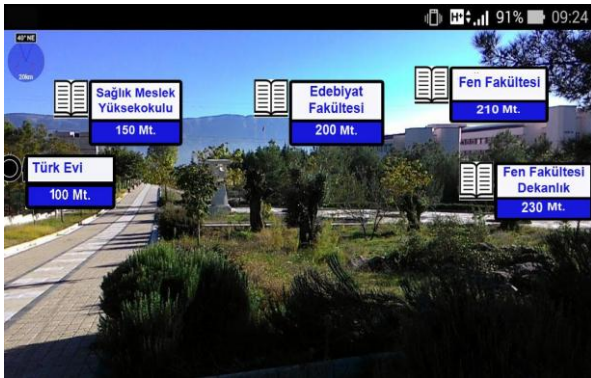 H+ 91% 09:24
40° NE
20km
Sağlık Meslek
Yüksekokulu
150 Mt.
Edebiyat
Fakültesi
200 Mt.
Fen Fakültesi
210 Mt.
Türk Evi
100 Mt.
Fen Fakültesi
Dekanlık
230 Mt.